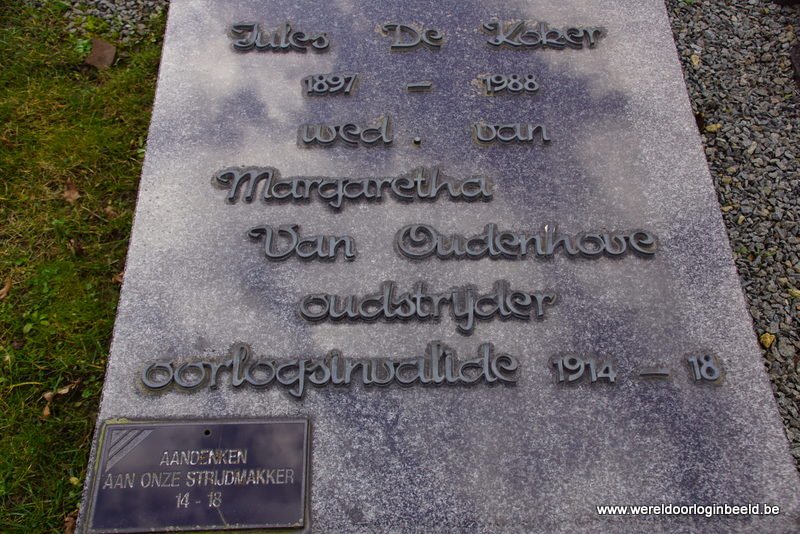 Jules De Koker
1897 - 1988
wed. van
Margaretha
Van Oudenhove
oudstrijder
oorlogsinvalide 1914 - 18
AANDENKEN
AAN ONZE STRIJDMAKKER
14 - 18
www.wereldoorloginbeeld.be